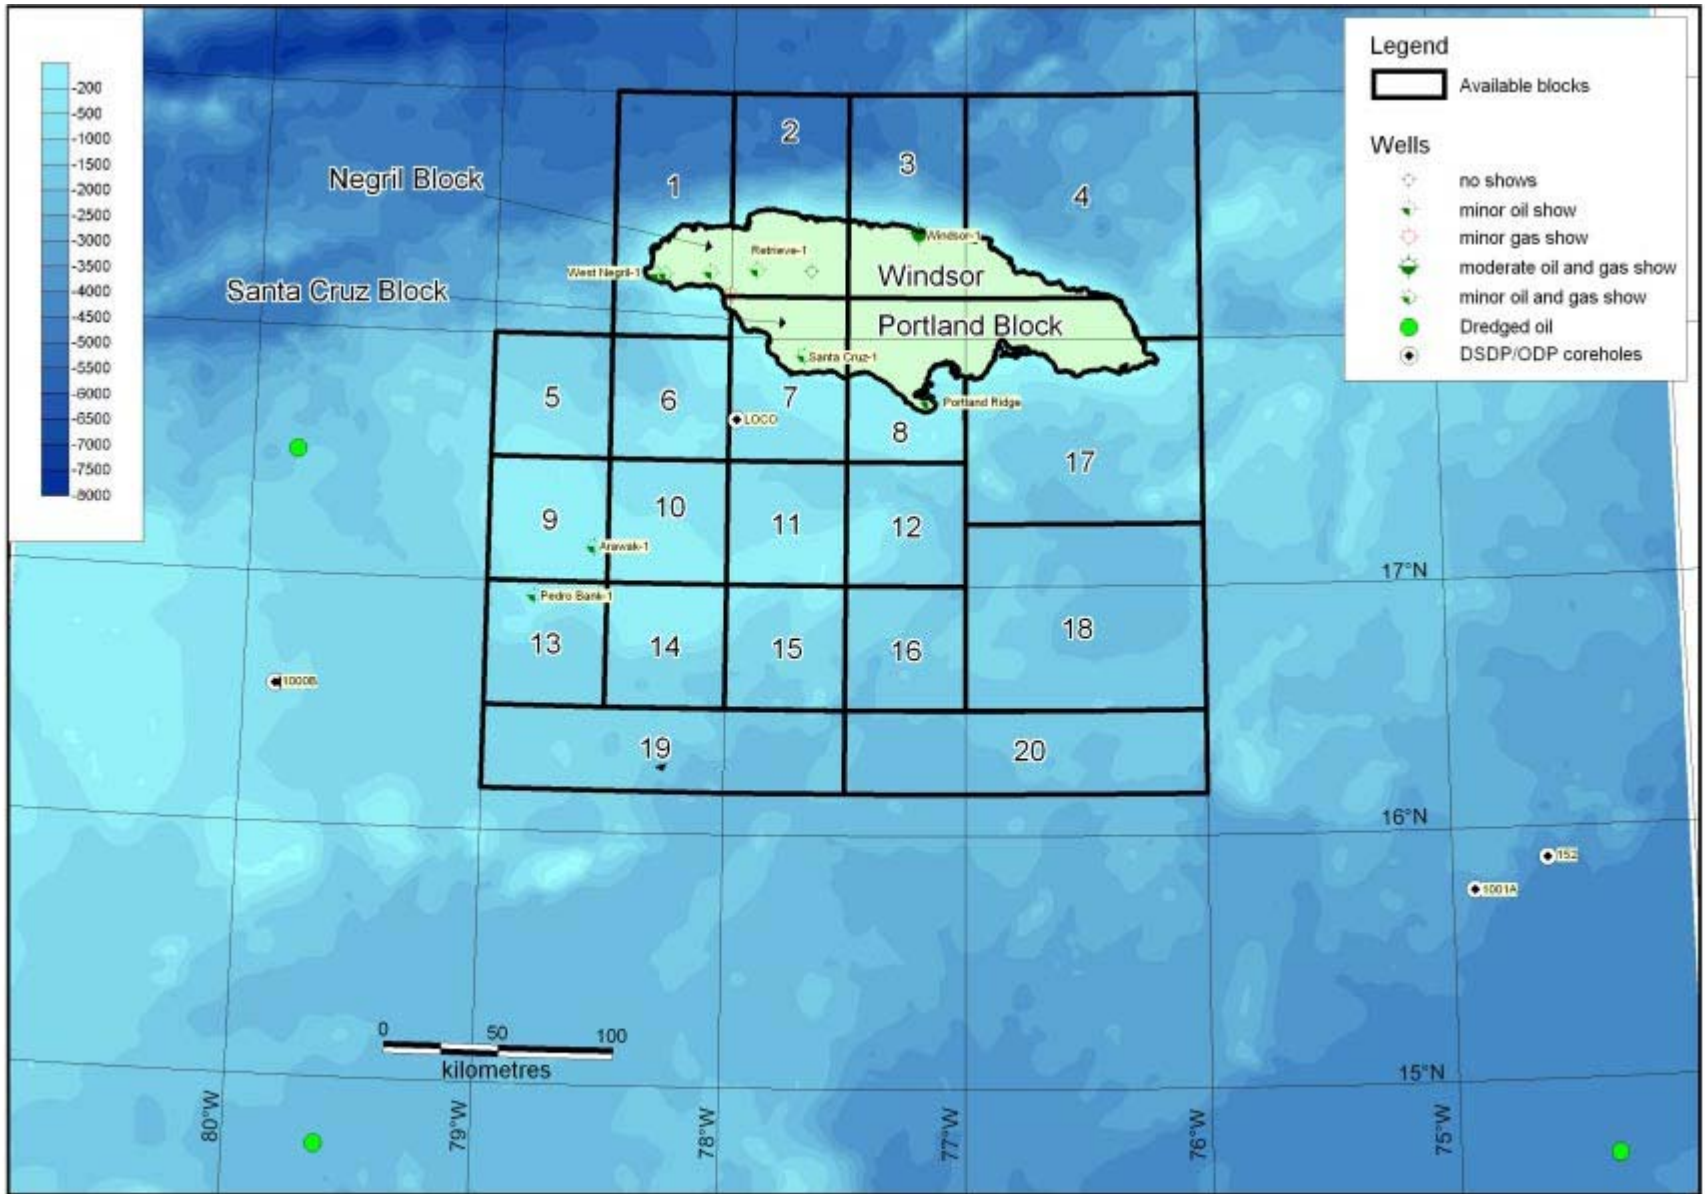 -200
-500
-1000
-1500
-2000
-2500
-3000
-3500
-4000
-4500
-5000
-5500
-6000
-6500
-7000
-7500
-8000
Legend
Available blocks
Wells
no shows
minor oil show
minor gas show
moderate oil and gas show
minor oil and gas show
Dredged oil
DSDP/ODP coreholes
Negril Block
Santa Cruz Block
1
2
3
4
Retrieve-1
Windsor-1
West Negril-1
Windsor
Portland Block
Santa Cruz-1
Portland Ridge
5
6
7
LOCO
8
17
9
10
11
12
Arawak-1
17°N
Pedro Bank-1
13
14
15
16
18
1000B
19
20
16°N
152
1001A
0 50 100
kilometres
15°N
80°W
79°W
78°W
77°W
76°W
75°W